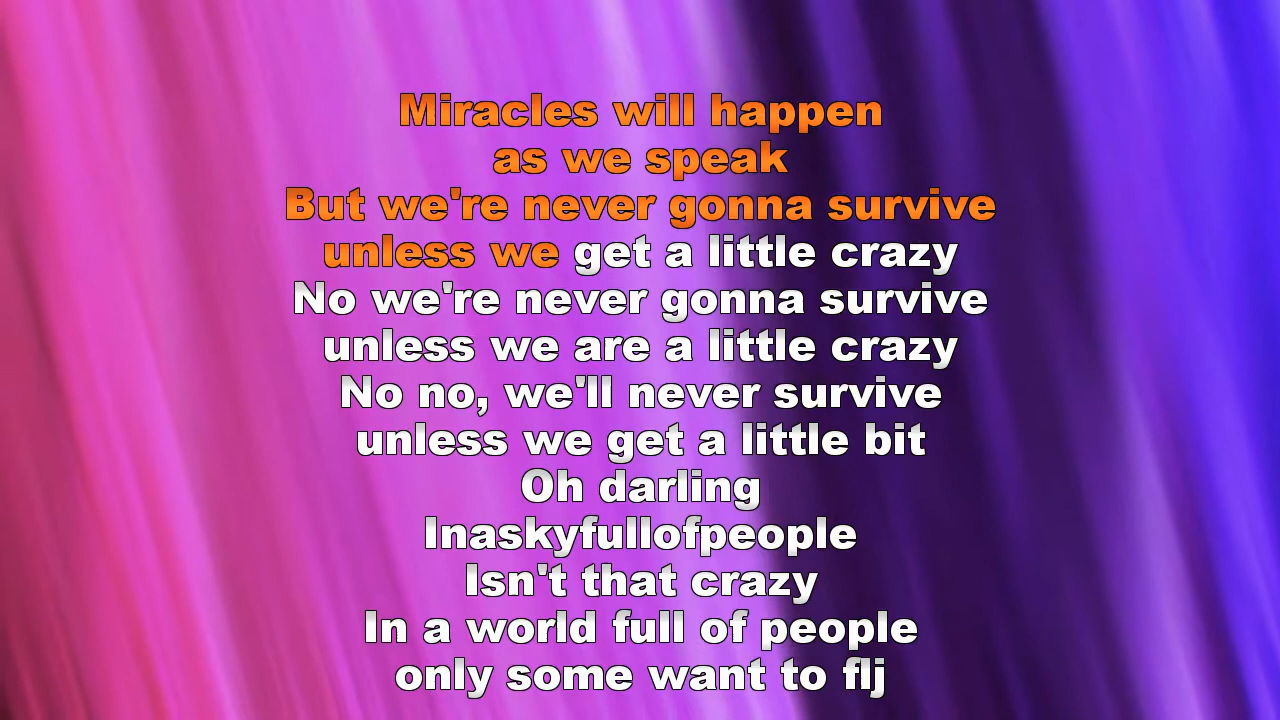 Miracles will happen
as we speak
But we're never gonna survive
unless we get a little crazy
No we're never gonna survive
unless we are a little crazy
No no, we'll never survive
unless we get a little bit
Oh darling
Inaskyfullofpeople
Isn't that crazy
In a world full of people
only some want to flj